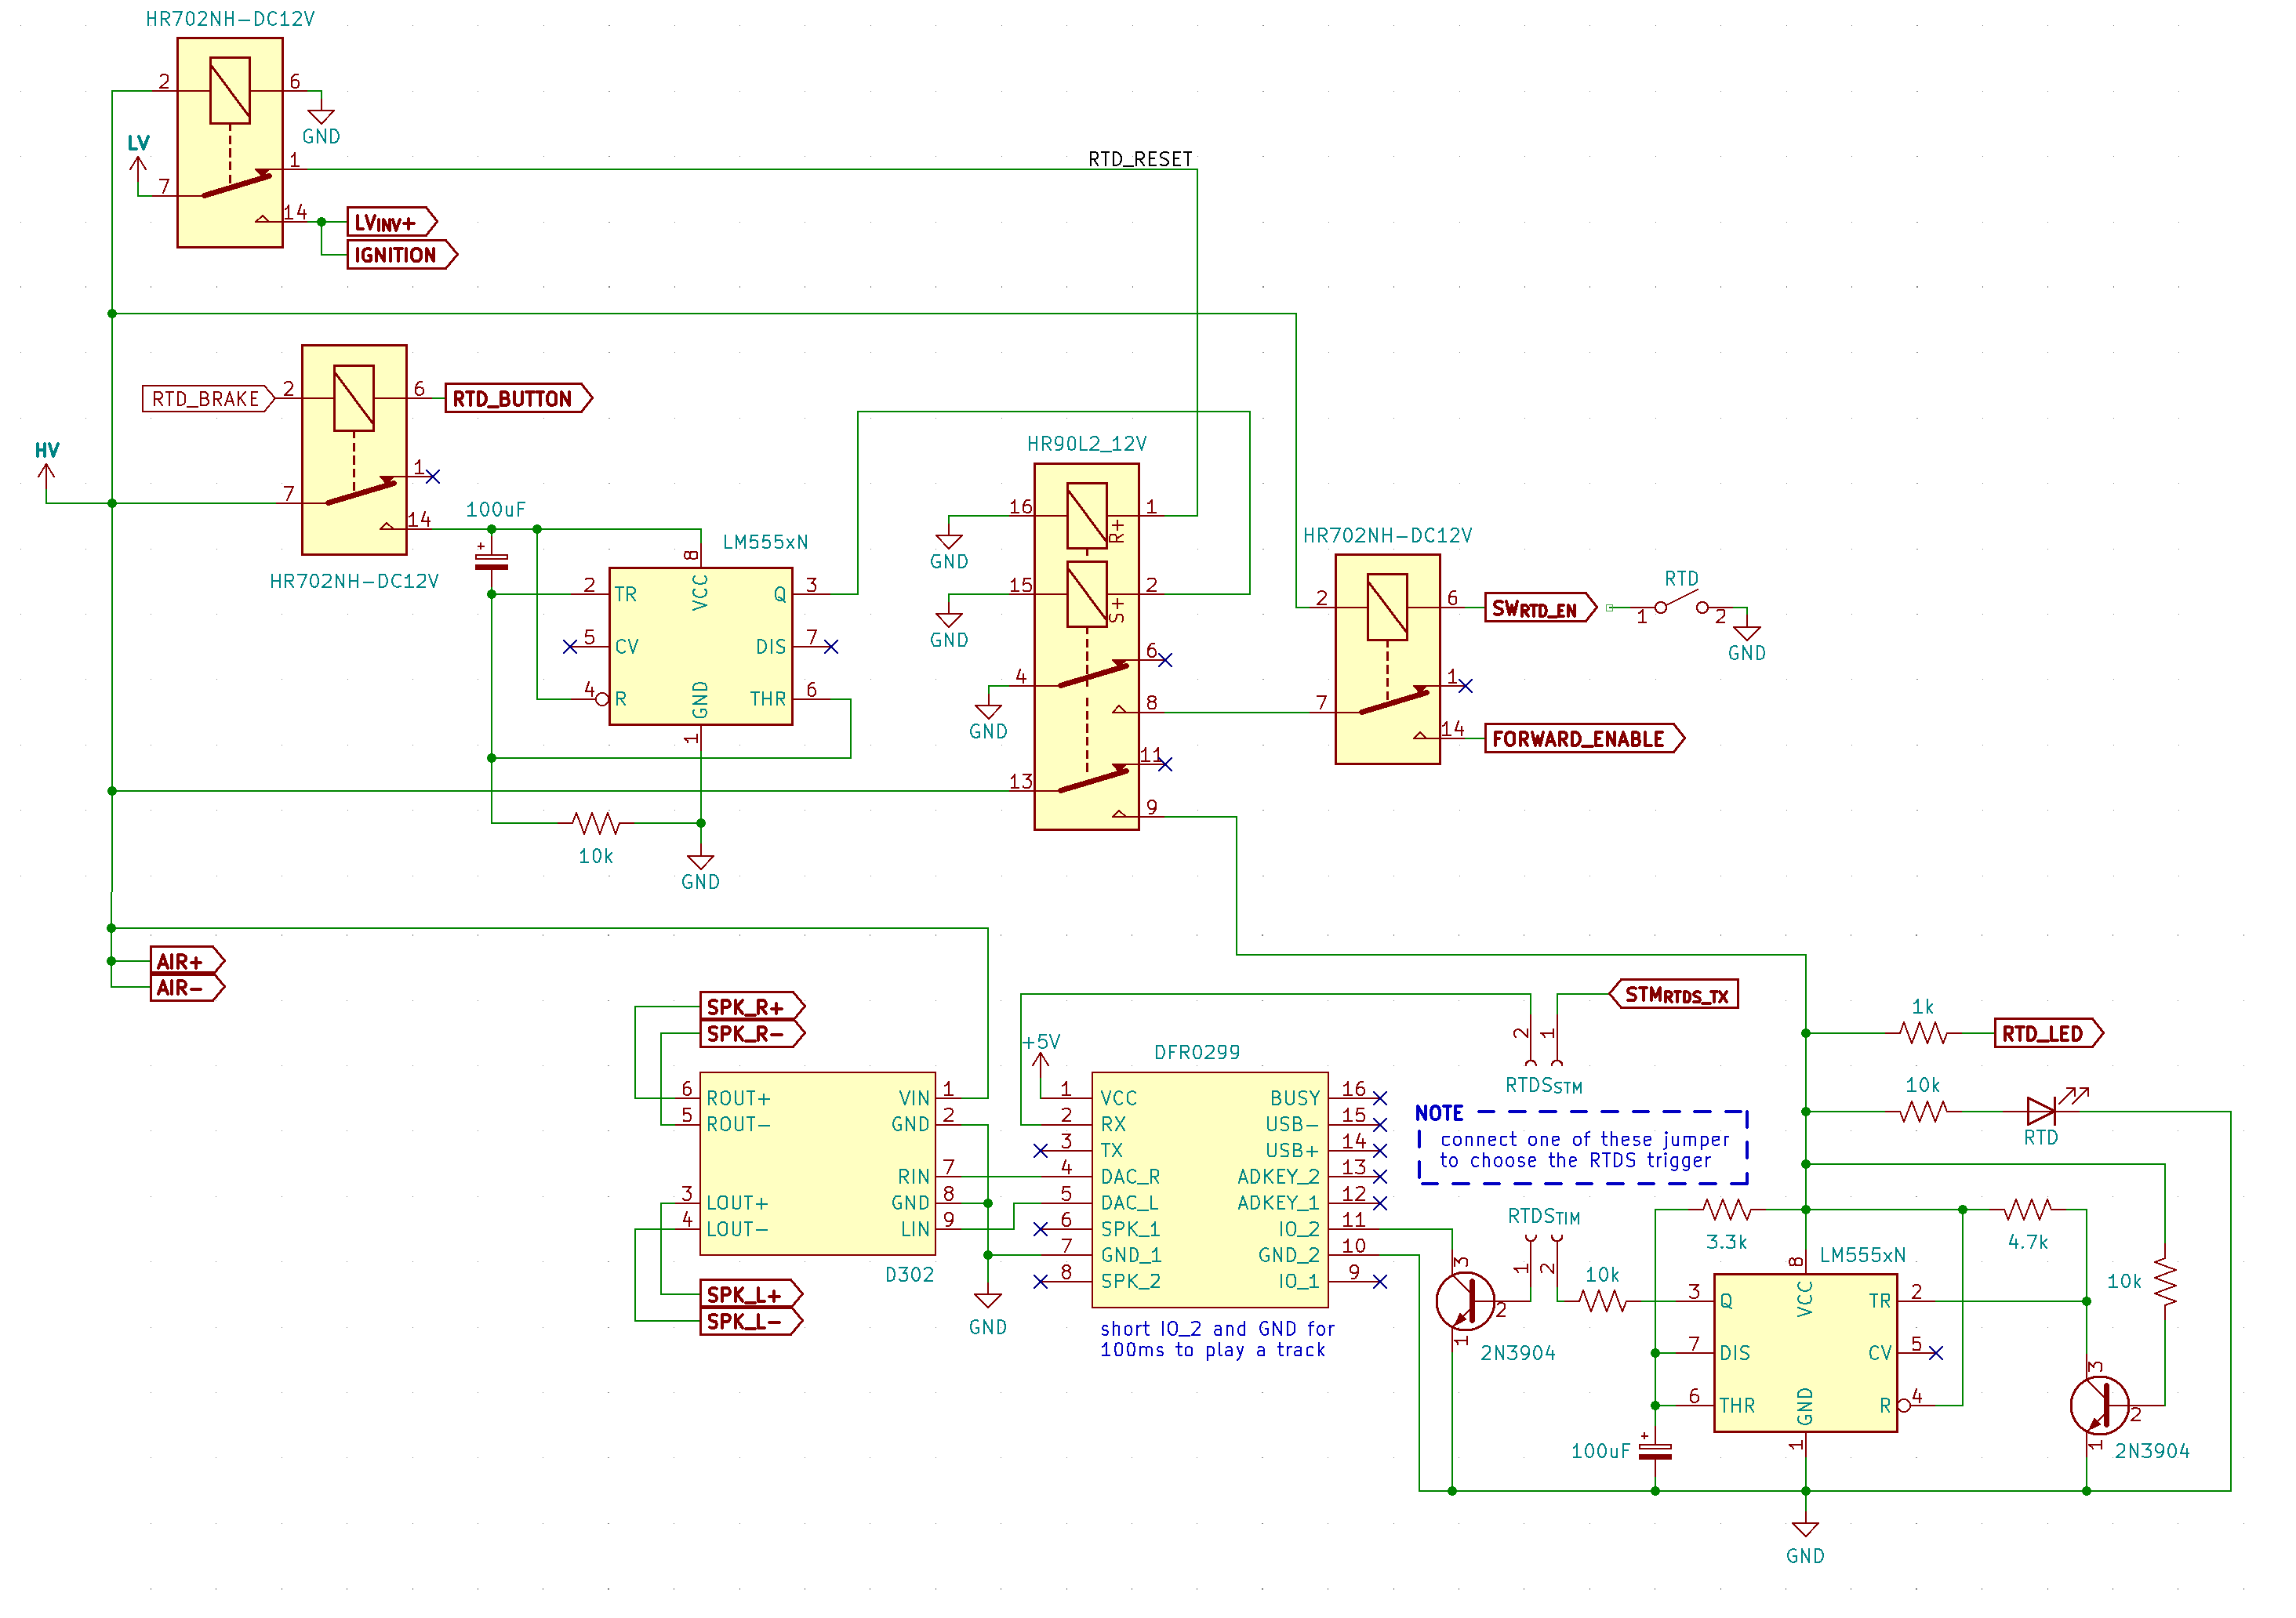 HR702NH-DC12V
2
6
GND
LV
7
1
14
LVINV+
IGNITION
RTD_RESET
RTD_BRAKE
2
6
RTD_BUTTON
HV
7
1
14
HR702NH-DC12V
100uF
+
LM555xN
8
VCC
2
TR
Q
3
5
CV
DIS
7
4
R
THR
6
GND
1
10k
GND
HR90L2_12V
16
R+
1
GND
15
S+
2
GND
6
4
8
GND
11
13
9
HR702NH-DC12V
2
6
SWRTD_EN
RTD
1
2
GND
1
7
14
FORWARD_ENABLE
AIR+
AIR-
SPK_R+
SPK_R-
6
ROUT+
VIN
1
5
ROUT-
GND
2
RIN
7
3
LOUT+
GND
8
4
LOUT-
LIN
9
D302
SPK_L+
SPK_L-
GND
+5V
DFR0299
1
VCC
BUSY
16
2
RX
USB-
15
3
TX
USB+
14
4
DAC_R
ADKEY_2
13
5
DAC_L
ADKEY_1
12
6
SPK_1
IO_2
11
7
GND_1
GND_2
10
8
SPK_2
IO_1
9
short IO_2 and GND for
100ms to play a track
STMRTDS_TX
2
1
RTDSSTM
NOTE
connect one of these jumper
to choose the RTDS trigger
RTDSTIM
1
2
3
2
1
2N3904
10k
1k
RTD_LED
10k
RTD
3.3k
4.7k
LM555xN
8
VCC
3
Q
TR
2
7
DIS
CV
5
6
THR
R
4
GND
1
10k
3
2
1
2N3904
100uF
+
GND